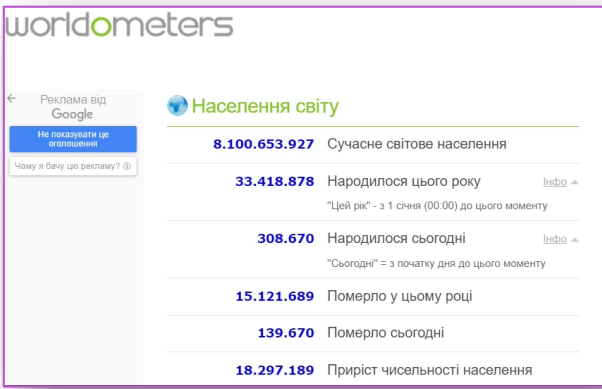 worldometers
Реклама від
Google
Не показувати це
оголошення
Чому я бачу цю рекламу?
Населення світу
8.100.653.927 Сучасне світове населення
33.418.878 Народилося цього року Інфо
"Цей рік" - з 1 січня (00:00) до цього моменту
308.670 Народилося сьогодні Інфо
"Сьогодні" = з початку дня до цього моменту
15.121.689 Померло у цьому році
139.670 Померло сьогодні
18.297.189 Приріст чисельності населення